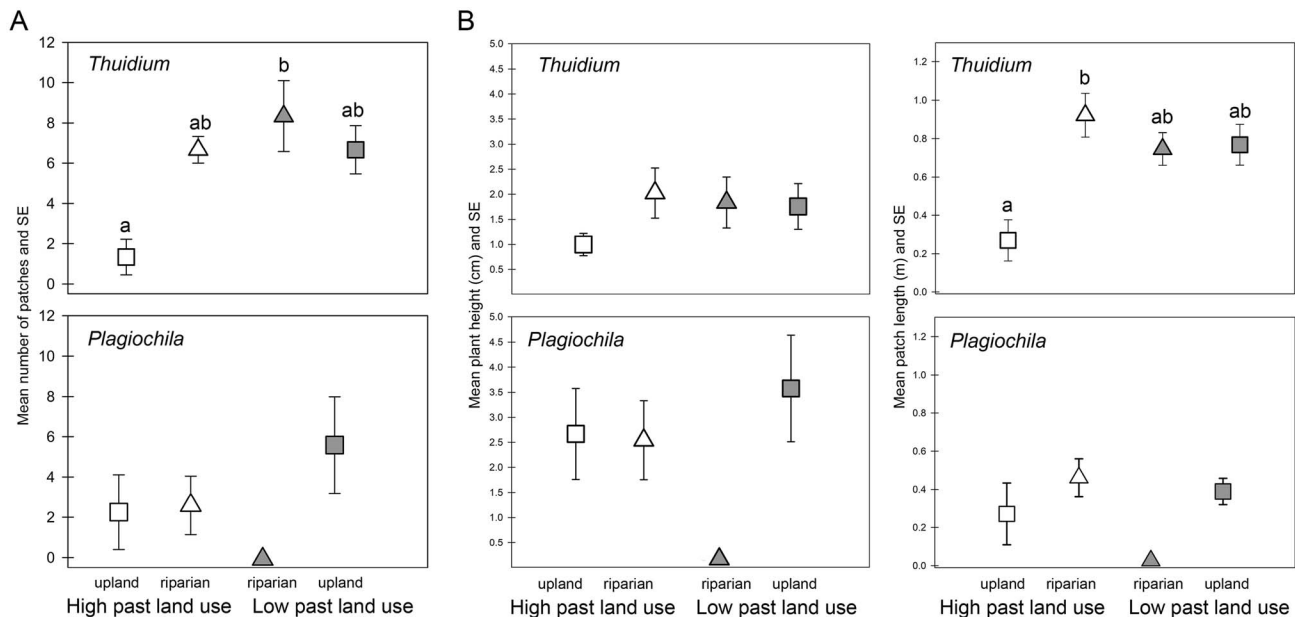 A
12
10
8
6
4
2
0
Thuidium
a
ab
b
ab
12
10
8
6
4
2
0
Plagiochila
Mean number of patches and SE
upland
riparian
riparian
upland
High past land use
Low past land use
B
5.0
4.5
4.0
3.5
3.0
2.5
2.0
1.5
1.0
0.5
Thuidium
5.0
4.5
4.0
3.5
3.0
2.5
2.0
1.5
1.0
0.5
Plagiochila
Mean plant height (cm) and SE
upland
riparian
riparian
upland
High past land use
Low past land use
1.2
1.0
0.8
0.6
0.4
0.2
0.0
Thuidium
a
b
ab
ab
1.2
1.0
0.8
0.6
0.4
0.2
0.0
Plagiochila
Mean patch length (m) and SE
upland
riparian
riparian
upland
High past land use
Low past land use